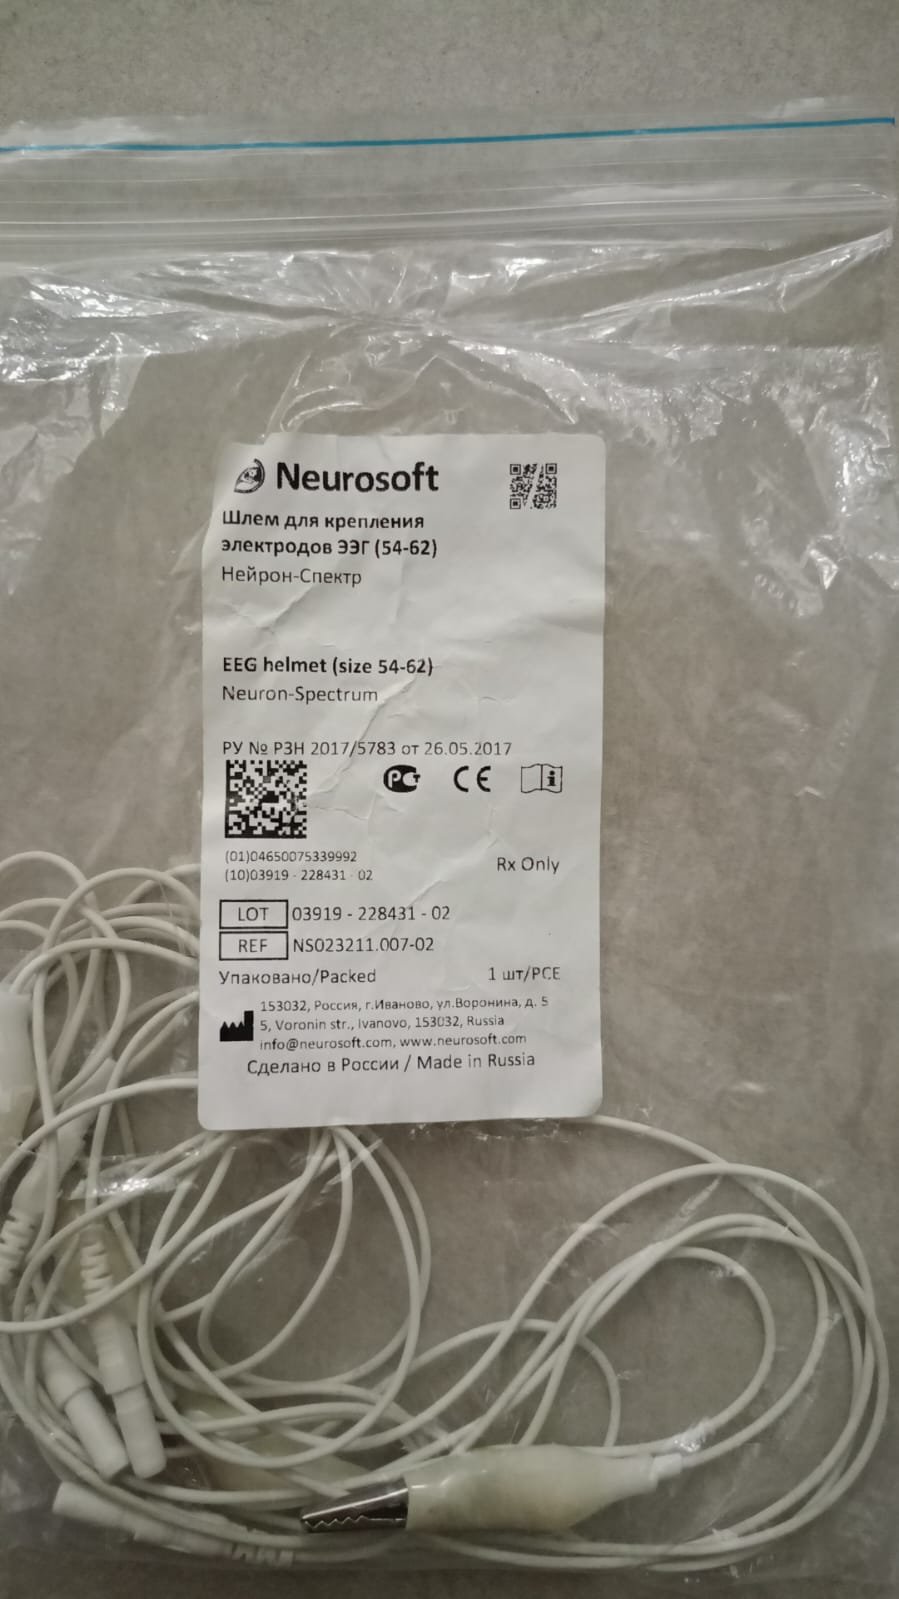 Neurosoft
Шлем для крепления
электродов ЭЭГ (54-62)
Нейрон-Спектр
EEG helmet (size 54-62)
Neuron-Spectrum
РУ № РЗН 2017/5783 от 26.05.2017
РСТ CE i
(01)04650075339992
(10)03919 - 228431 - 02
Rx Only
LOT 03919 - 228431 - 02
REF NS023211.007-02
Упаковано/Packed 1 шт/PCE
153032, Россия, г.Иваново, ул.Воронина, д. 5
5, Voronin str., Ivanovo, 153032, Russia
info@neurosoft.com, www.neurosoft.com
Сделано в России / Made in Russia